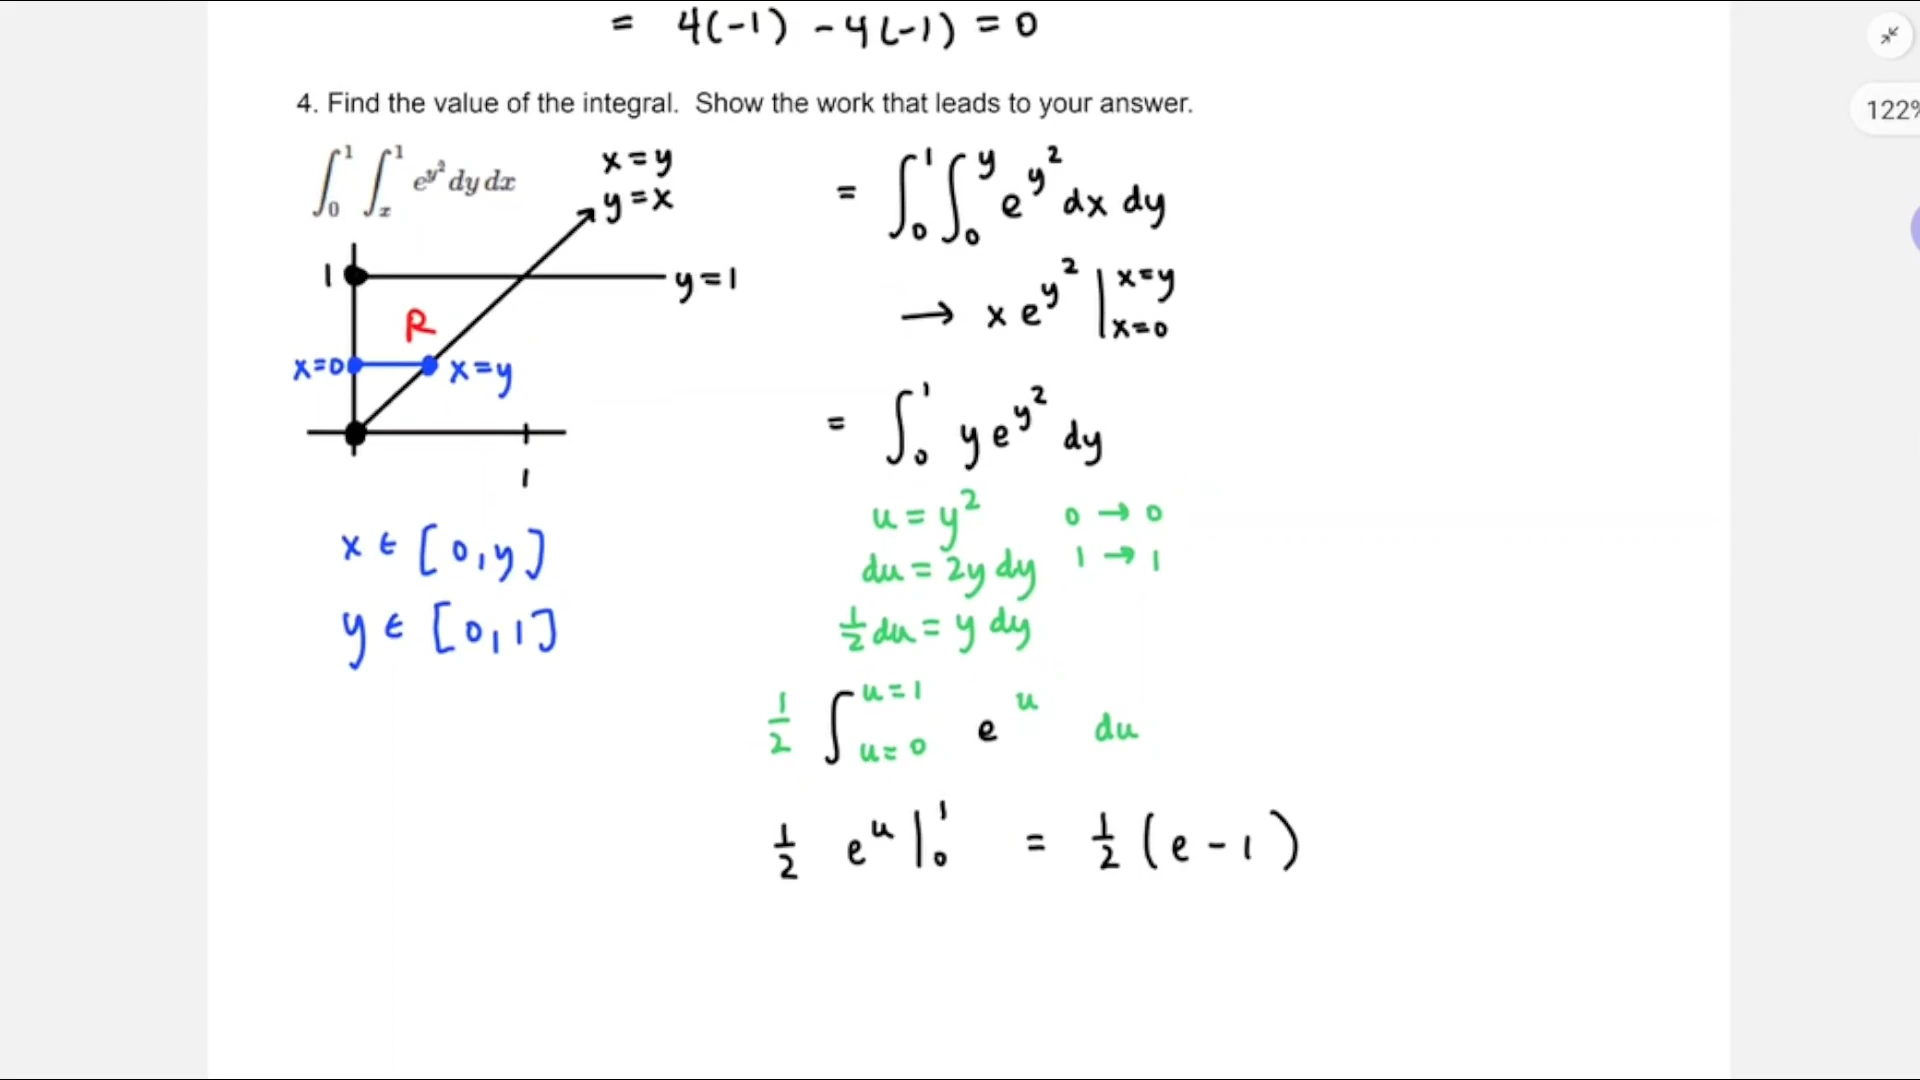 = 4(-1) - 4(-1) = 0
4. Find the value of the integral. Show the work that leads to your answer.
∫₀¹ ∫ₓ¹ e^{y²} dy dx
x = y
y = x
1
y = 1
R
x=0
x = y
1
x ∈ [0, y]
y ∈ [0, 1]
= ∫₀¹ ∫₀^y e^{y²} dx dy
→ x e^{y²} |_{x=0}^{x=y}
= ∫₀¹ y e^{y²} dy
u = y² 0 → 0
du = 2y dy 1 → 1
½ du = y dy
½ ∫_{u=0}^{u=1} e^u du
½ e^u |₀¹ = ½ (e - 1)
122%